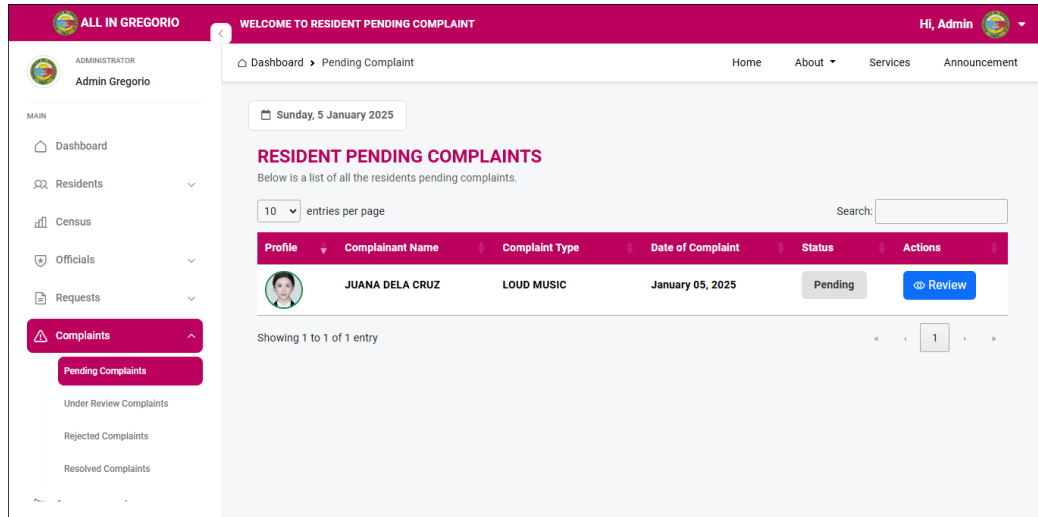 ALL IN GREGORIO
WELCOME TO RESIDENT PENDING COMPLAINT
Hi, Admin
ADMINISTRATOR
Admin Gregorio
Dashboard Pending Complaint
Home About Services Announcement
MAIN
Dashboard
Residents
Census
Officials
Requests
Complaints
Pending Complaints
Under Review Complaints
Rejected Complaints
Resolved Complaints
Sunday, 5 January 2025
RESIDENT PENDING COMPLAINTS
Below is a list of all the residents pending complaints.
10 entries per page
Search:
Profile Complainant Name Complaint Type Date of Complaint Status Actions
JUANA DELA CRUZ LOUD MUSIC January 05, 2025 Pending Review
Showing 1 to 1 of 1 entry
« ‹ 1 › »